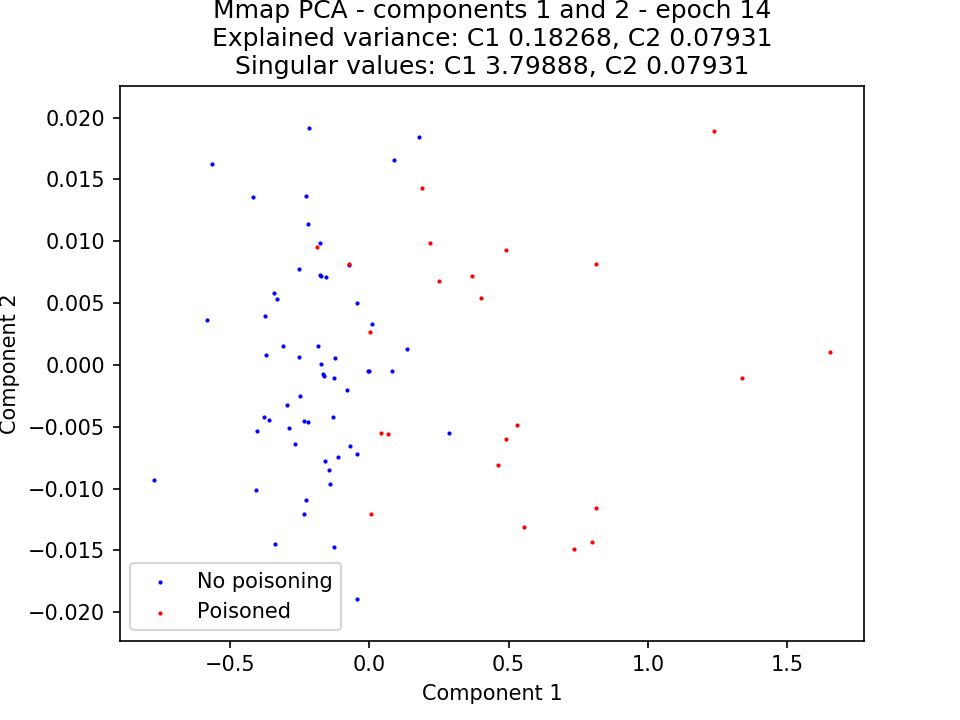 Mmap PCA - components 1 and 2 - epoch 14
Explained variance: C1 0.18268, C2 0.07931
Singular values: C1 3.79888, C2 0.07931
0.020
0.015
0.010
0.005
0.000
−0.005
−0.010
−0.015
−0.020
Component 2
No poisoning
Poisoned
−0.5
0.0
0.5
1.0
1.5
Component 1